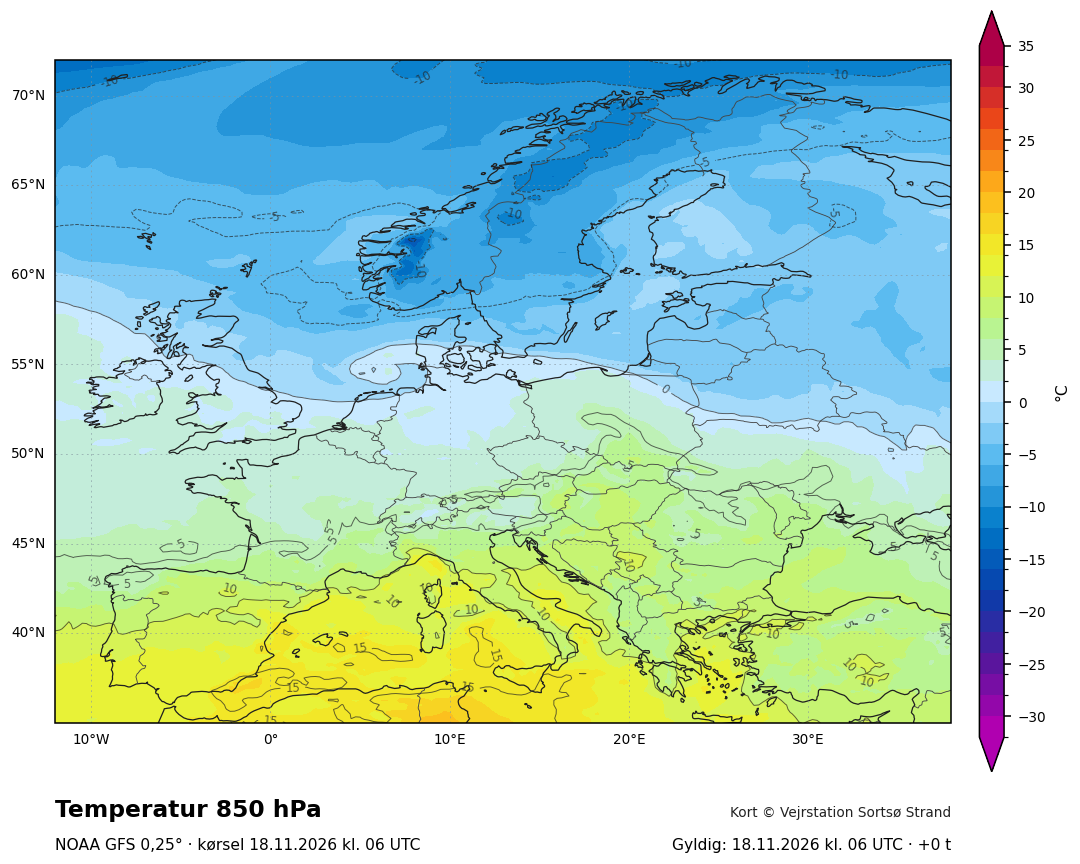 35
30
25
20
15
10
5
0
−5
−10
−15
−20
−25
−30
°C
70°N
65°N
60°N
55°N
50°N
45°N
40°N
10°W
0°
10°E
20°E
30°E
Temperatur 850 hPa
Kort © Vejrstation Sortsø Strand
NOAA GFS 0,25° · kørsel 18.11.2026 kl. 06 UTC
Gyldig: 18.11.2026 kl. 06 UTC · +0 t